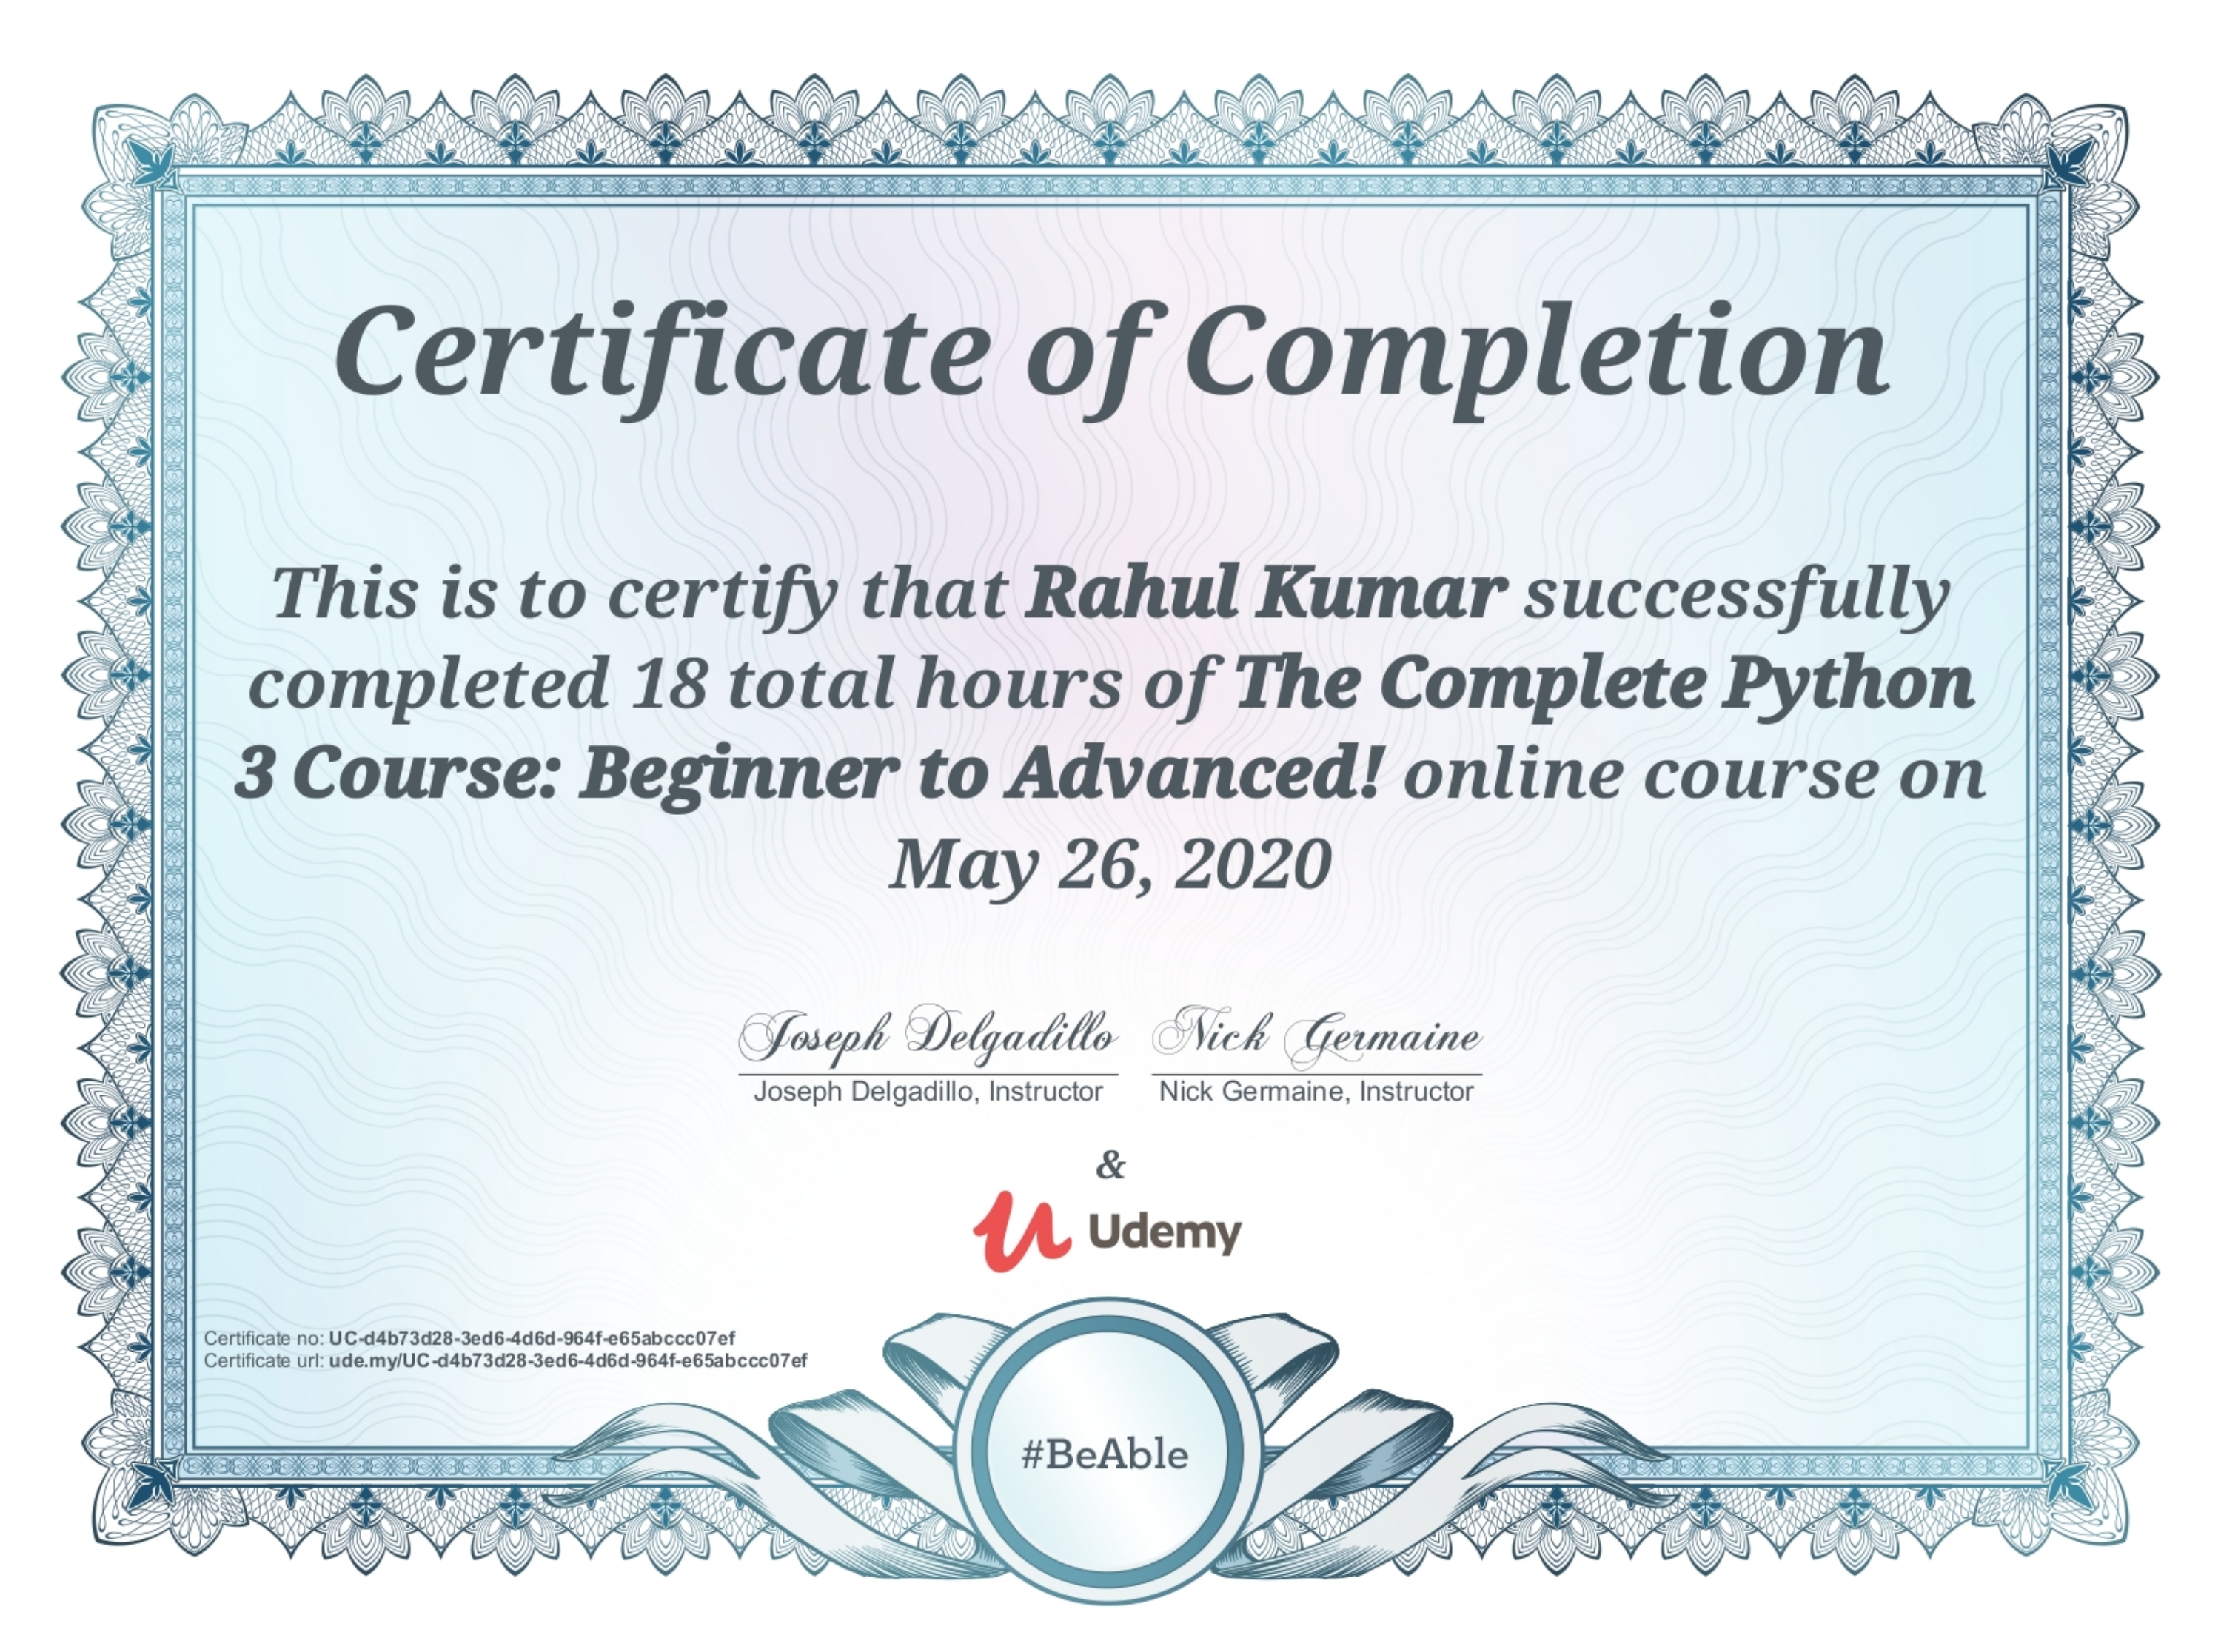 Certificate of Completion
This is to certify that Rahul Kumar successfully
completed 18 total hours of The Complete Python
3 Course: Beginner to Advanced! online course on
May 26, 2020
Joseph Delgadillo Nick Germaine
Joseph Delgadillo, Instructor Nick Germaine, Instructor
&
Udemy
Certificate no: UC-d4b73d28-3ed6-4d6d-964f-e65abccc07ef
Certificate url: ude.my/UC-d4b73d28-3ed6-4d6d-964f-e65abccc07ef
#BeAble